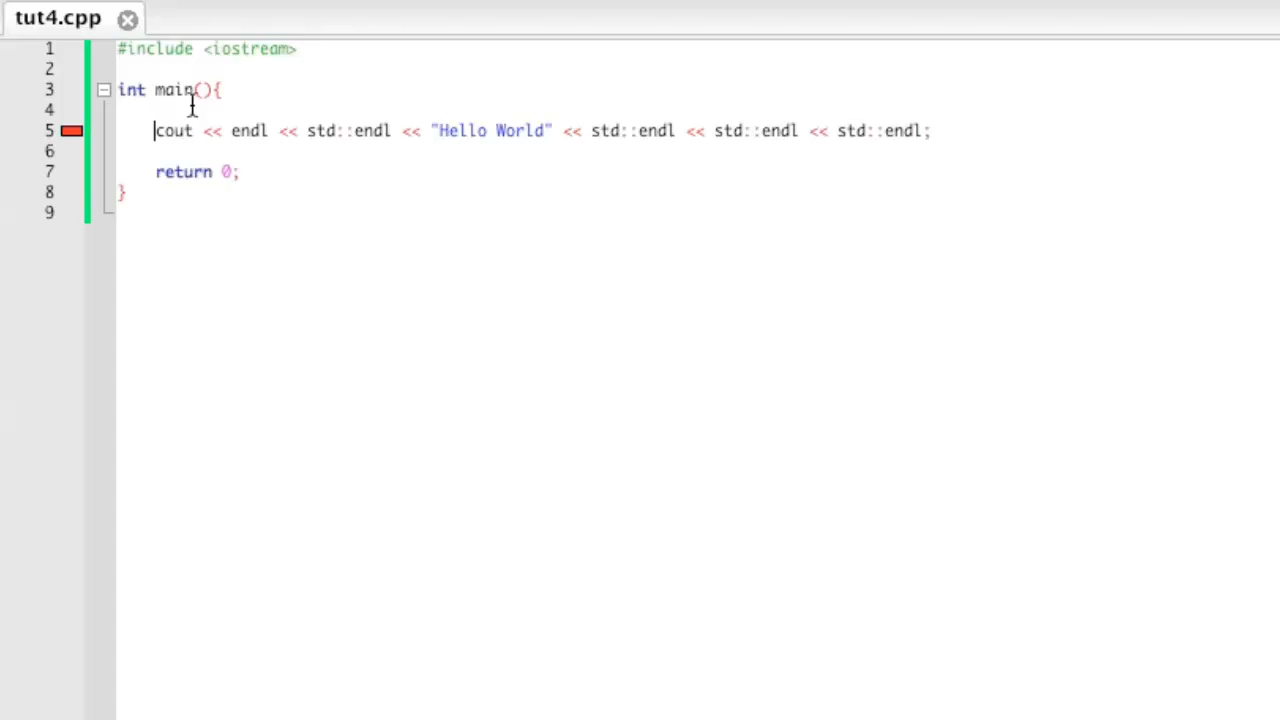 tut4.cpp
1 #include <iostream>
2
3 int main(){
4
5 cout << endl << std::endl << "Hello World" << std::endl << std::endl << std::endl;
6
7 return 0;
8 }
9